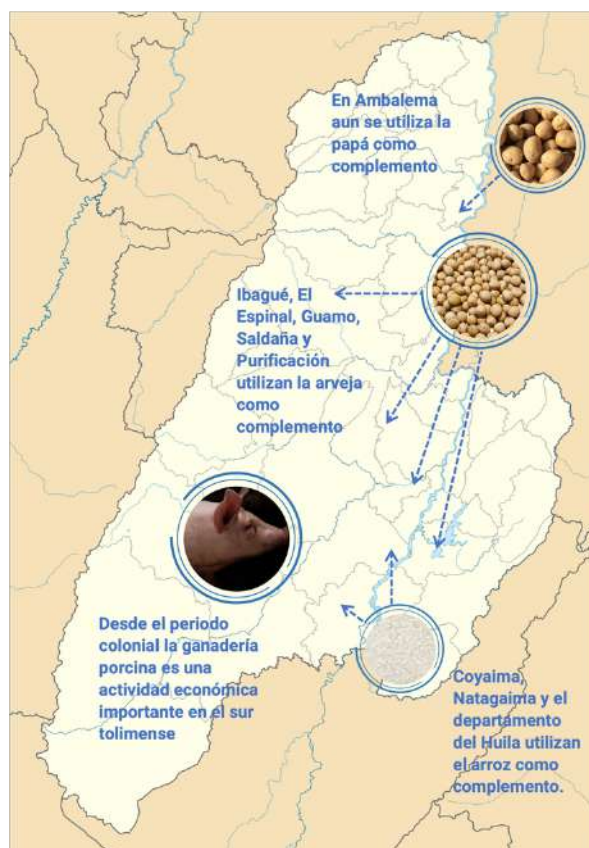 En Ambalema
aun se utiliza la
papá como
complemento
Ibagué, El
Espinal, Guamo,
Saldaña y
Purificación
utilizan la arveja
como
complemento
Desde el periodo
colonial la ganadería
porcina es una
actividad económica
importante en el sur
tolimense
Coyaima,
Natagaima y el
departamento
del Huila utilizan
el árroz como
complemento.